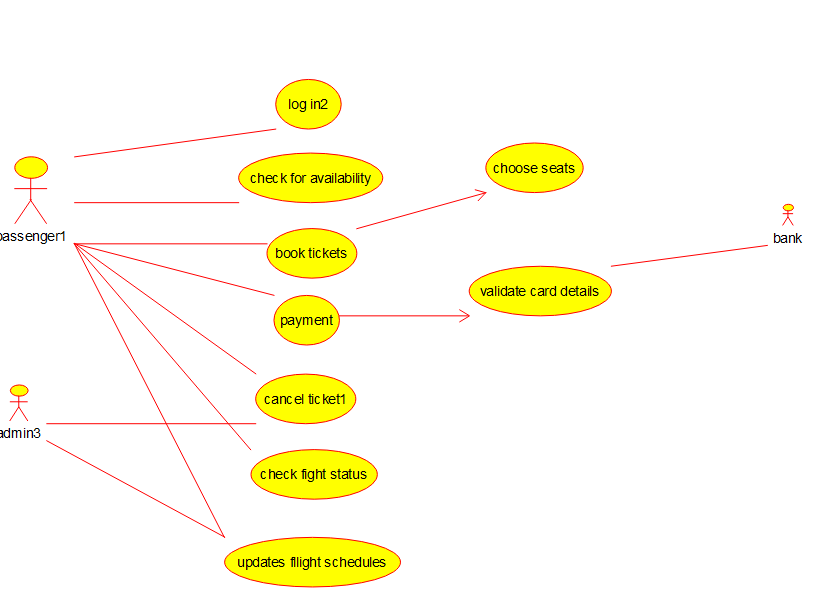 log in2
check for availability
choose seats
passenger1
bank
book tickets
validate card details
payment
cancel ticket1
admin3
check fight status
updates fllight schedules